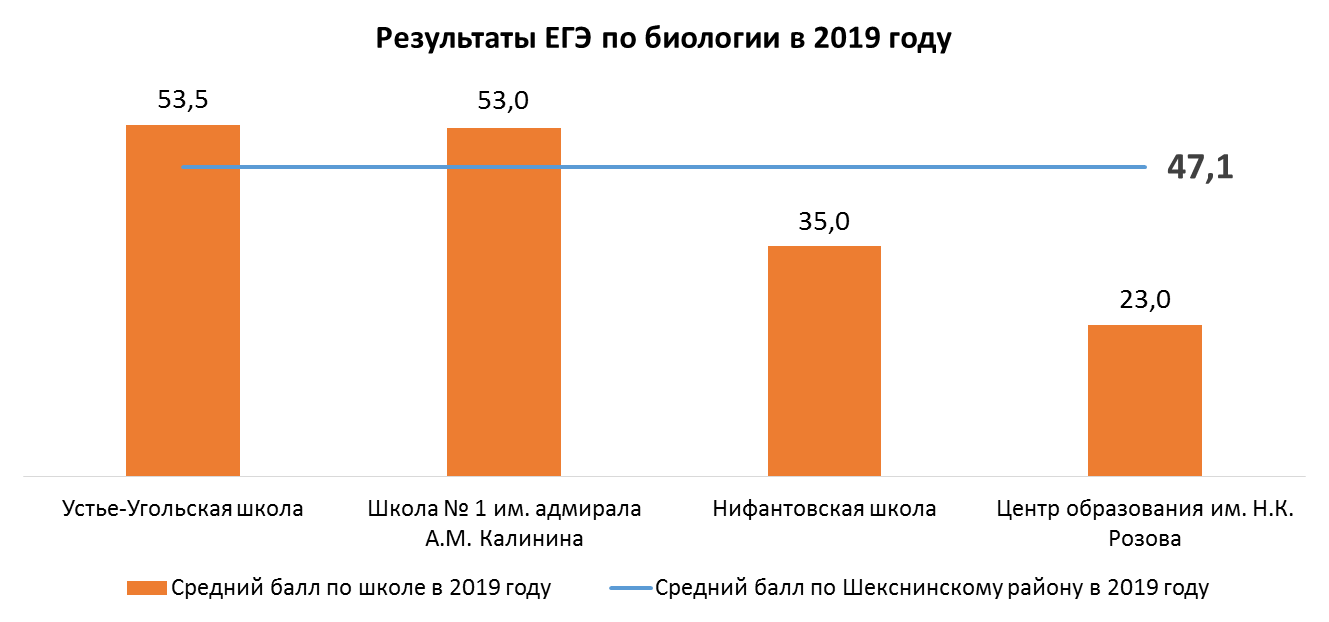 Результаты ЕГЭ по биологии в 2019 году
53,5
53,0
47,1
35,0
23,0
Устье-Угольская школа
Школа № 1 им. адмирала
А.М. Калинина
Нифантовская школа
Центр образования им. Н.К.
Розова
Средний балл по школе в 2019 году
Средний балл по Шекснинскому району в 2019 году